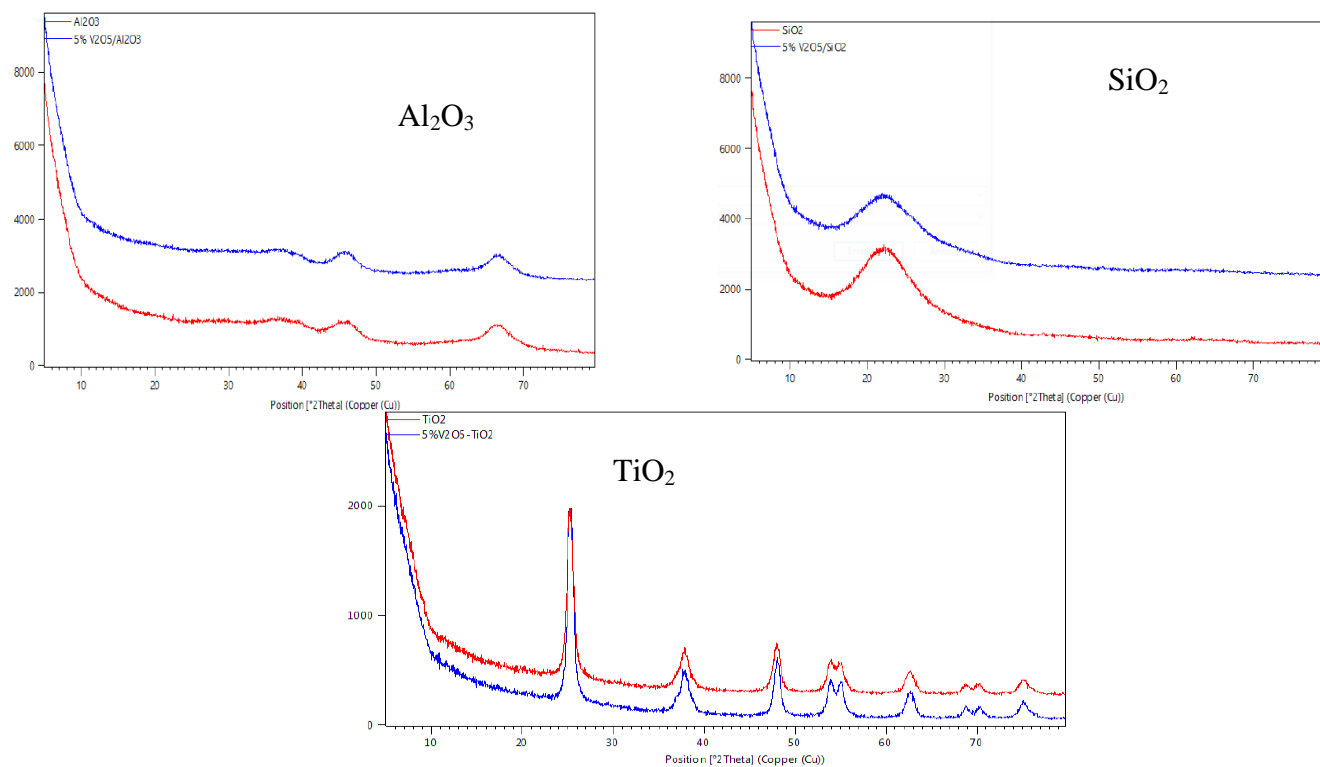 Al2O3
5% V2O5/Al2O3
Al₂O₃
8000
6000
4000
2000
0
10 20 30 40 50 60 70
Position [°2Theta] (Copper (Cu))
SiO2
5% V2O5/SiO2
SiO₂
8000
6000
4000
2000
0
10 20 30 40 50 60 70
Position [°2Theta] (Copper (Cu))
TiO2
5%V2O5-TiO2
TiO₂
2000
1000
0
10 20 30 40 50 60 70
Position [°2Theta] (Copper (Cu))